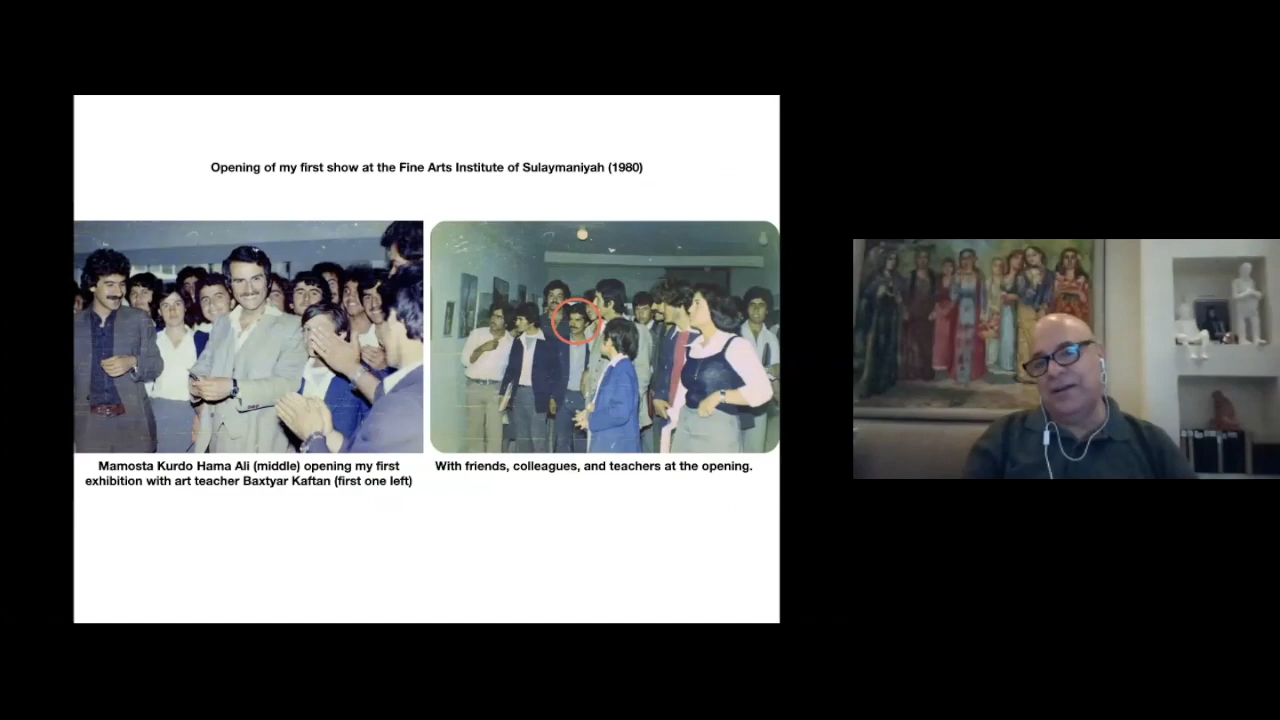 Opening of my first show at the Fine Arts Institute of Sulaymaniyah (1980)
Mamosta Kurdo Hama Ali (middle) opening my first
exhibition with art teacher Baxtyar Kaftan (first one left)
With friends, colleagues, and teachers at the opening.